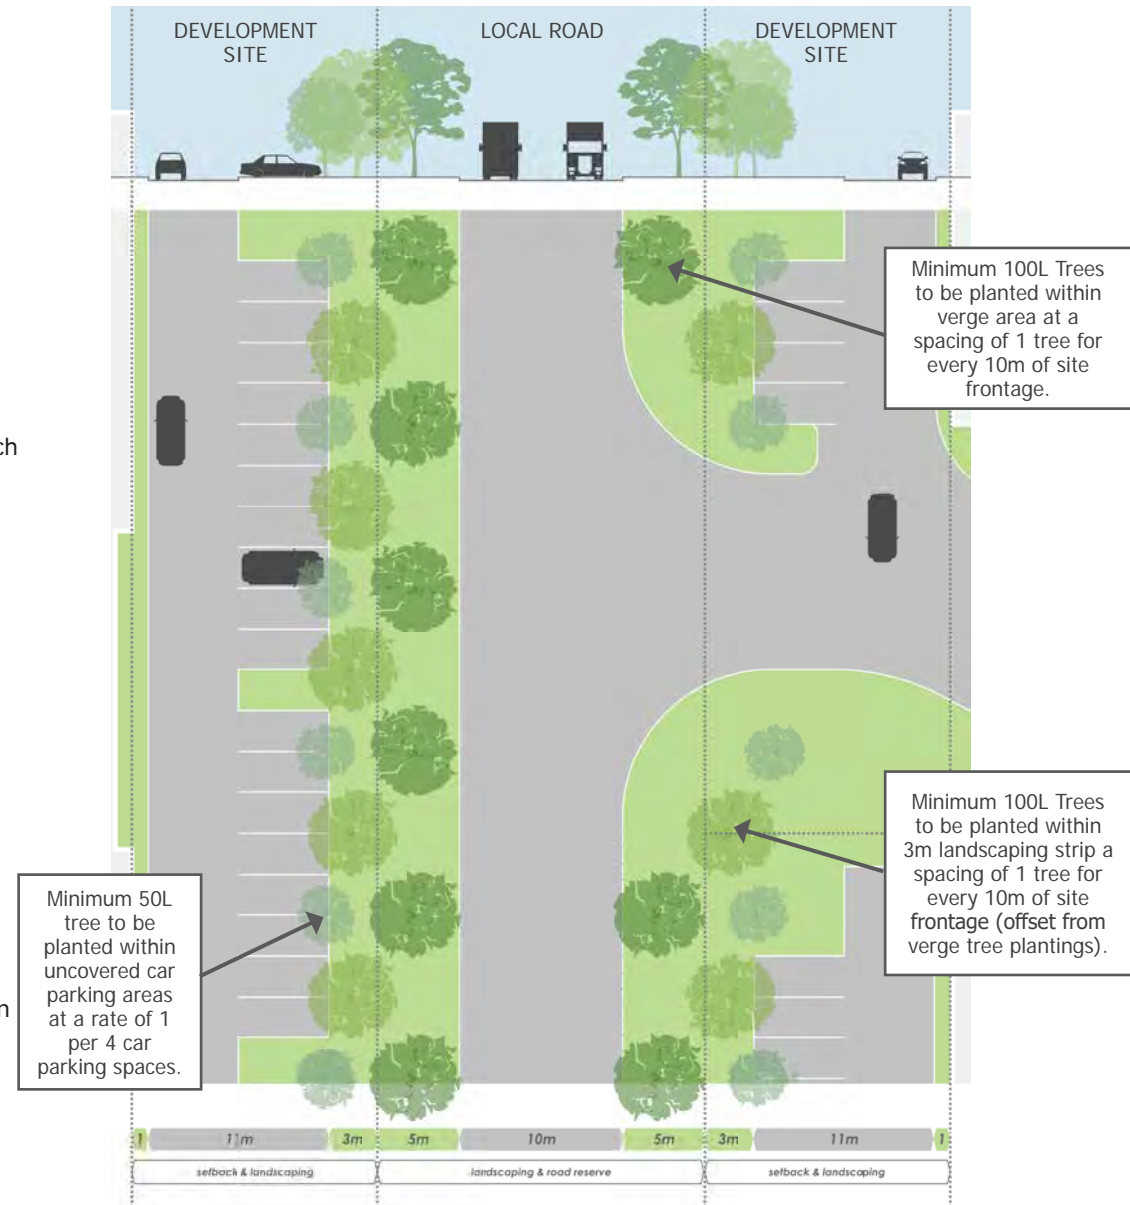 DEVELOPMENT
SITE
LOCAL ROAD
DEVELOPMENT
SITE
Minimum 100L Trees
to be planted within
verge area at a
spacing of 1 tree for
every 10m of site
frontage.
ch
Minimum 100L Trees
to be planted within
3m landscaping strip a
spacing of 1 tree for
every 10m of site
frontage (offset from
verge tree plantings).
Minimum 50L
tree to be
planted within
uncovered car
parking areas
at a rate of 1
per 4 car
parking spaces.
n
1 11m 3m 5m 10m 5m 3m 11m 1
setback & landscaping landscaping & road reserve setback & landscaping